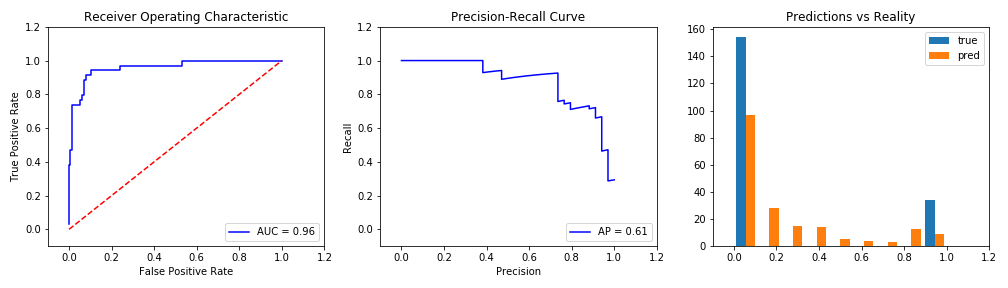 Receiver Operating Characteristic
True Positive Rate
1.2
1.0
0.8
0.6
0.4
0.2
0.0
0.0 0.2 0.4 0.6 0.8 1.0 1.2
False Positive Rate
AUC = 0.96
Precision-Recall Curve
Recall
1.2
1.0
0.8
0.6
0.4
0.2
0.0
0.0 0.2 0.4 0.6 0.8 1.0 1.2
Precision
AP = 0.61
Predictions vs Reality
160
140
120
100
80
60
40
20
0
0.0 0.2 0.4 0.6 0.8 1.0 1.2
true
pred